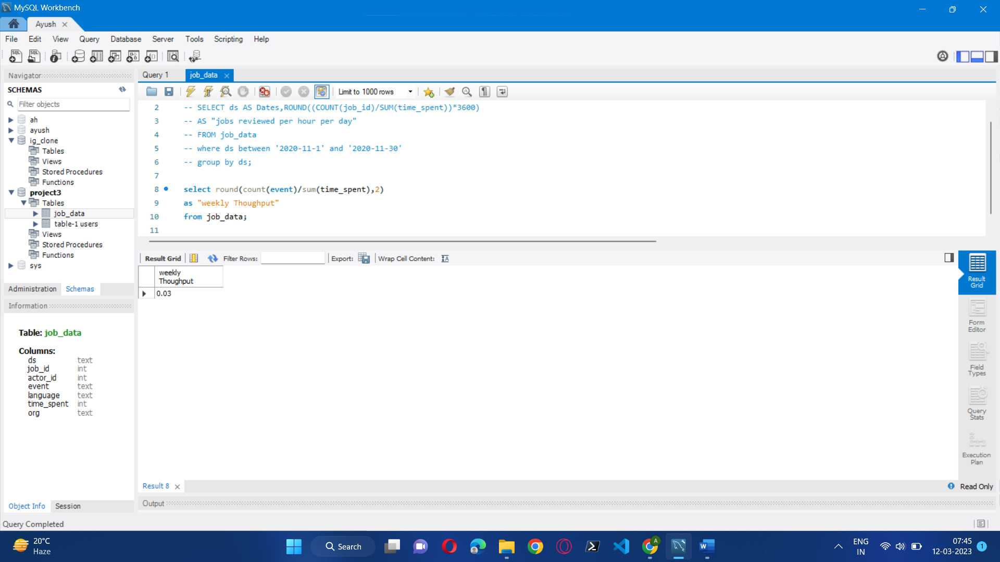 MySQL Workbench
Ayush
File Edit View Query Database Server Tools Scripting Help
Navigator
SCHEMAS
Filter objects
ah
ayush
ig_clone
Tables
Views
Stored Procedures
Functions
project3
Tables
job_data
table-1 users
Views
Stored Procedures
Functions
sys
Administration Schemas
Information
Table: job_data
Columns:
ds text
job_id int
actor_id int
event text
language text
time_spent int
org text
Object Info Session
Query 1 job_data
Limit to 1000 rows
2 -- SELECT ds AS Dates,ROUND((COUNT(job_id)/SUM(time_spent))*3600)
3 -- AS "jobs reviewed per hour per day"
4 -- FROM job_data
5 -- where ds between '2020-11-1' and '2020-11-30'
6 -- group by ds;
7
8 select round(count(event)/sum(time_spent),2)
9 as "weekly Thoughput"
10 from job_data;
11
Result Grid Filter Rows: Export: Wrap Cell Content:
weekly
Thoughput
0.03
Result
Grid
Form
Editor
Field
Types
Query
Stats
Execution
Plan
Result 8
Read Only
Output
Query Completed
20°C
Haze
Search
A
W
ENG
IN
07:45
12-03-2023
1